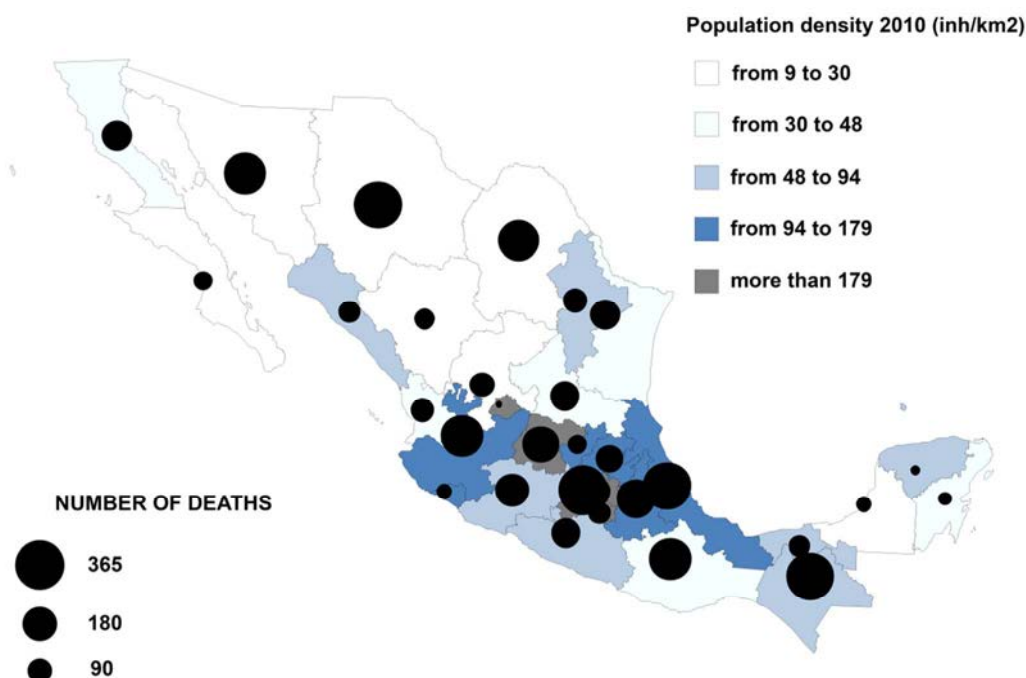 Population density 2010 (inh/km2)
from 9 to 30
from 30 to 48
from 48 to 94
from 94 to 179
more than 179
NUMBER OF DEATHS
365
180
90